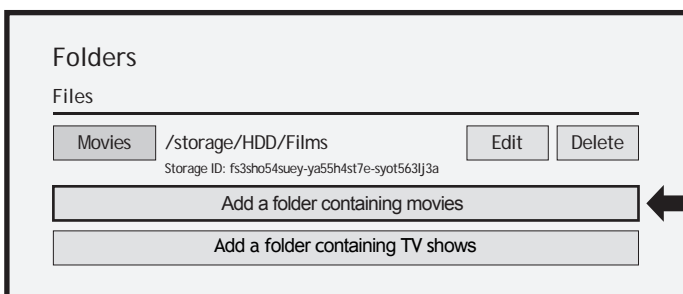 Folders
Files
Movies /storage/HDD/Films Edit Delete
Storage ID: fs3sho54suey-ya55h4st7e-syot563lj3a
Add a folder containing movies
Add a folder containing TV shows